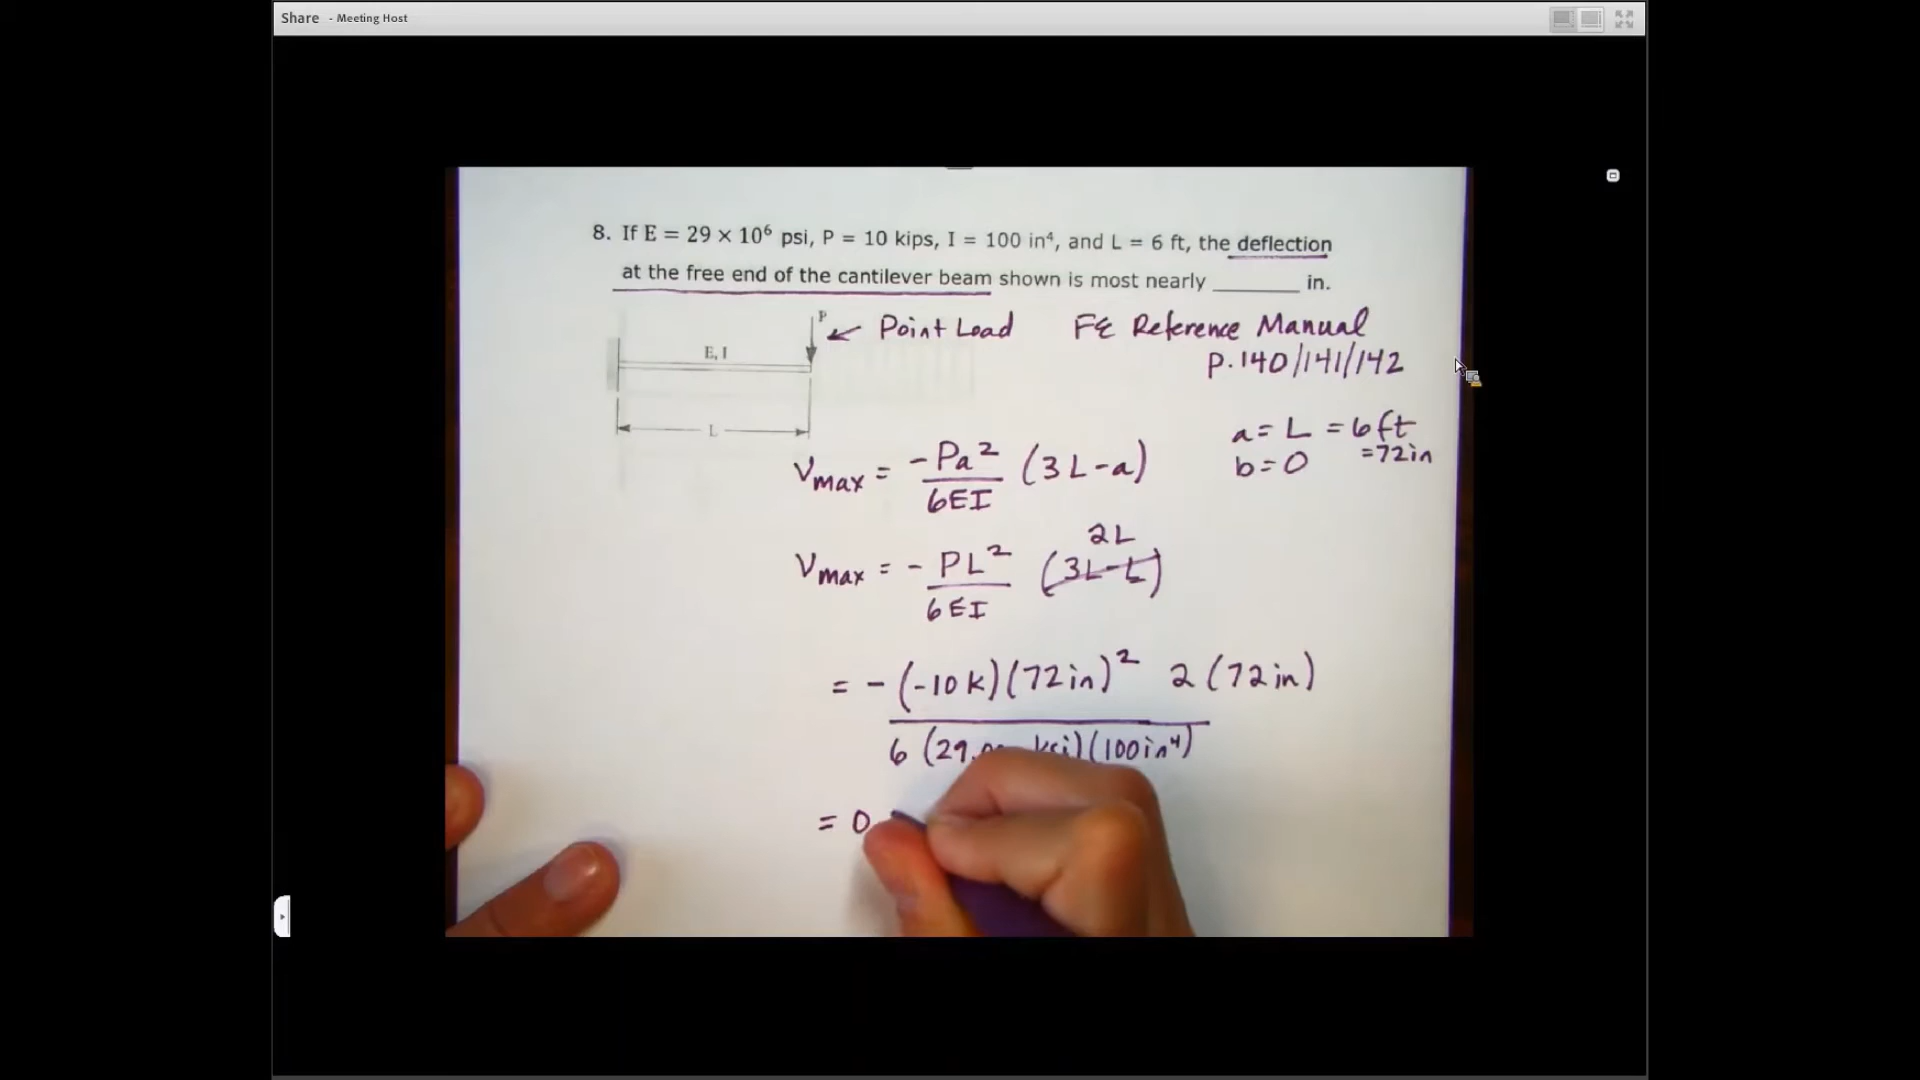 Share - Meeting Host
8. If E = 29 × 10⁶ psi, P = 10 kips, I = 100 in⁴, and L = 6 ft, the deflection
at the free end of the cantilever beam shown is most nearly ________ in.
P
Point Load
FE Reference Manual
p. 140/141/142
E, I
L
a = L = 6ft
= 72in
b = 0
Vmax = -Pa² / 6EI (3L-a)
2L
Vmax = - PL² / 6EI (3L-L)
= - (-10k)(72in)² 2(72in)
6 (29, ksi)(100in⁴)
= 0